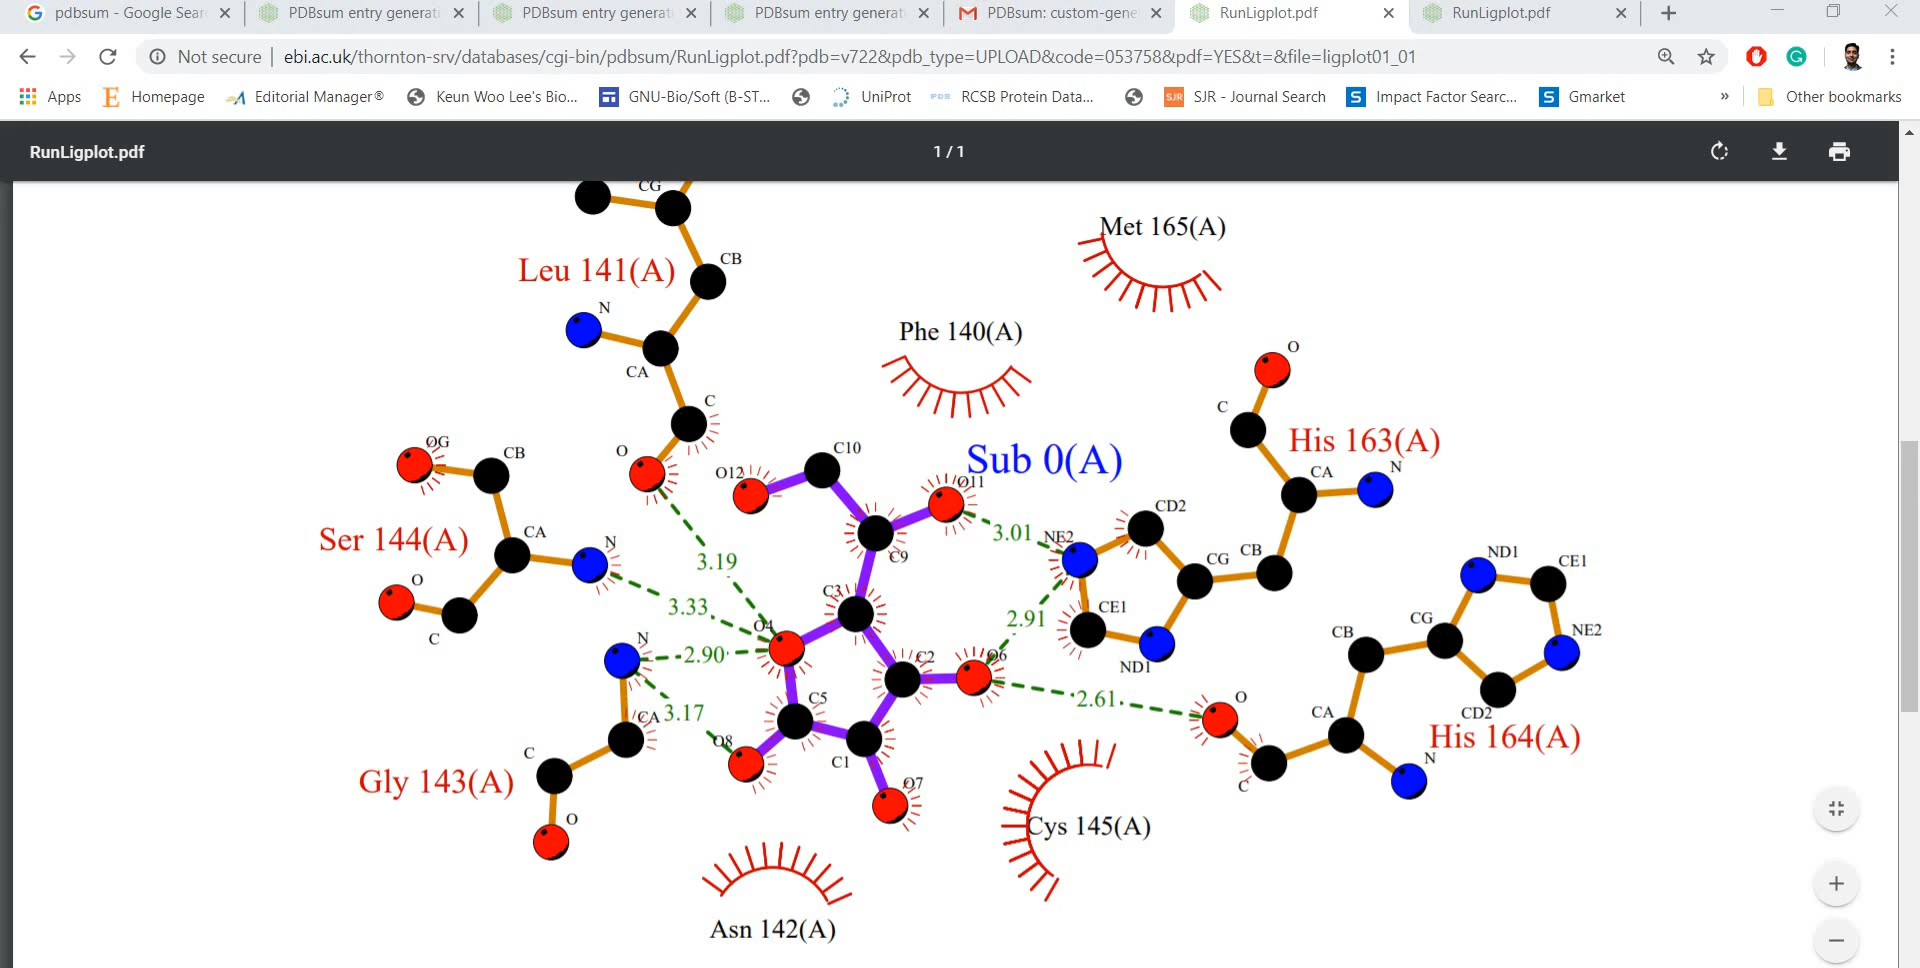 pdbsum - Google Sear
PDBsum entry generati
PDBsum entry generati
PDBsum entry generati
PDBsum: custom-gene
RunLigplot.pdf
RunLigplot.pdf
Not secure | ebi.ac.uk/thornton-srv/databases/cgi-bin/pdbsum/RunLigplot.pdf?pdb=v722&pdb_type=UPLOAD&code=053758&pdf=YES&t=&file=ligplot01_01
Apps
Homepage
Editorial Manager®
Keun Woo Lee's Bio...
GNU-Bio/Soft (B-ST...
UniProt
PDB
RCSB Protein Data...
SJR
SJR - Journal Search
Impact Factor Searc...
Gmarket
»
Other bookmarks
RunLigplot.pdf
1 / 1
CG
Met 165(A)
CB
Leu 141(A)
N
Phe 140(A)
O
CA
C
C
OG
CB
O
C10
O12
Sub 0(A)
O11
His 163(A)
CA
N
CD2
Ser 144(A)
CA
N
3.19
3.01
NE2
C9
CG
CB
ND1
CE1
O
C
3.33
C3
O4
2.91
CE1
ND1
CB
CG
NE2
N
2.90
C2
O6
CA
3.17
C5
2.61
O
CA
CD2
His 164(A)
O8
C1
C
N
Gly 143(A)
O7
C
O
Cys 145(A)
Asn 142(A)